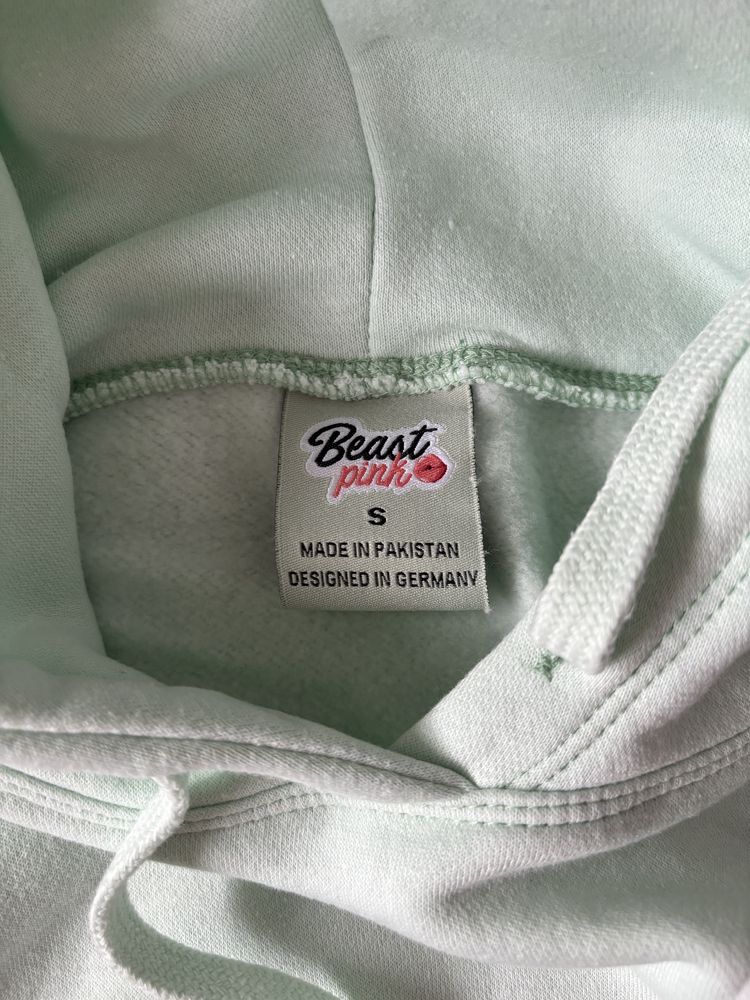 Beast
pink
S
MADE IN PAKISTAN
DESIGNED IN GERMANY